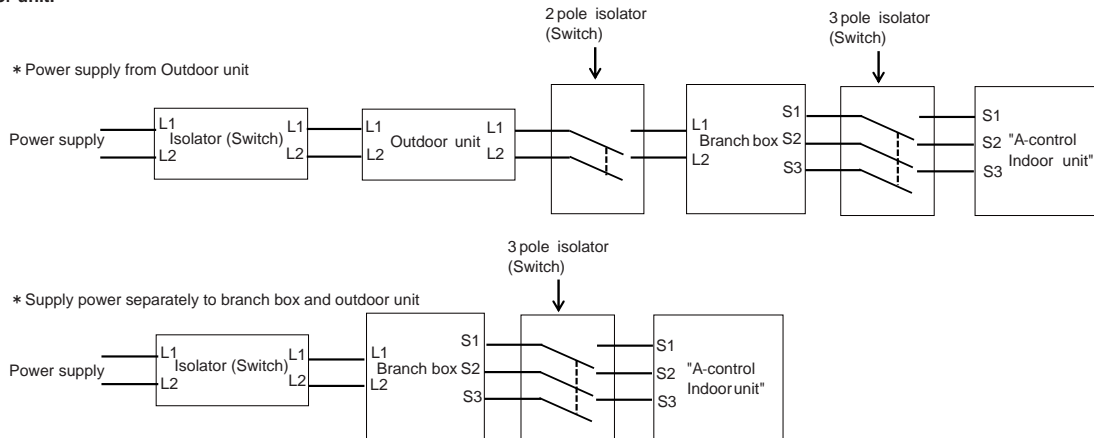 2 pole isolator
(Switch)
3 pole isolator
(Switch)
* Power supply from Outdoor unit
Power supply
L1
L2
Isolator (Switch)
L1
L2
L1
L2
Outdoor unit
L1
L2
L1
L2
Branch box
S1
S2
S3
S1
S2
S3
"A-control
Indoor unit"
3 pole isolator
(Switch)
* Supply power separately to branch box and outdoor unit
Power supply
L1
L2
Isolator (Switch)
L1
L2
L1
L2
Branch box
S1
S2
S3
S1
S2
S3
"A-control
Indoor unit"